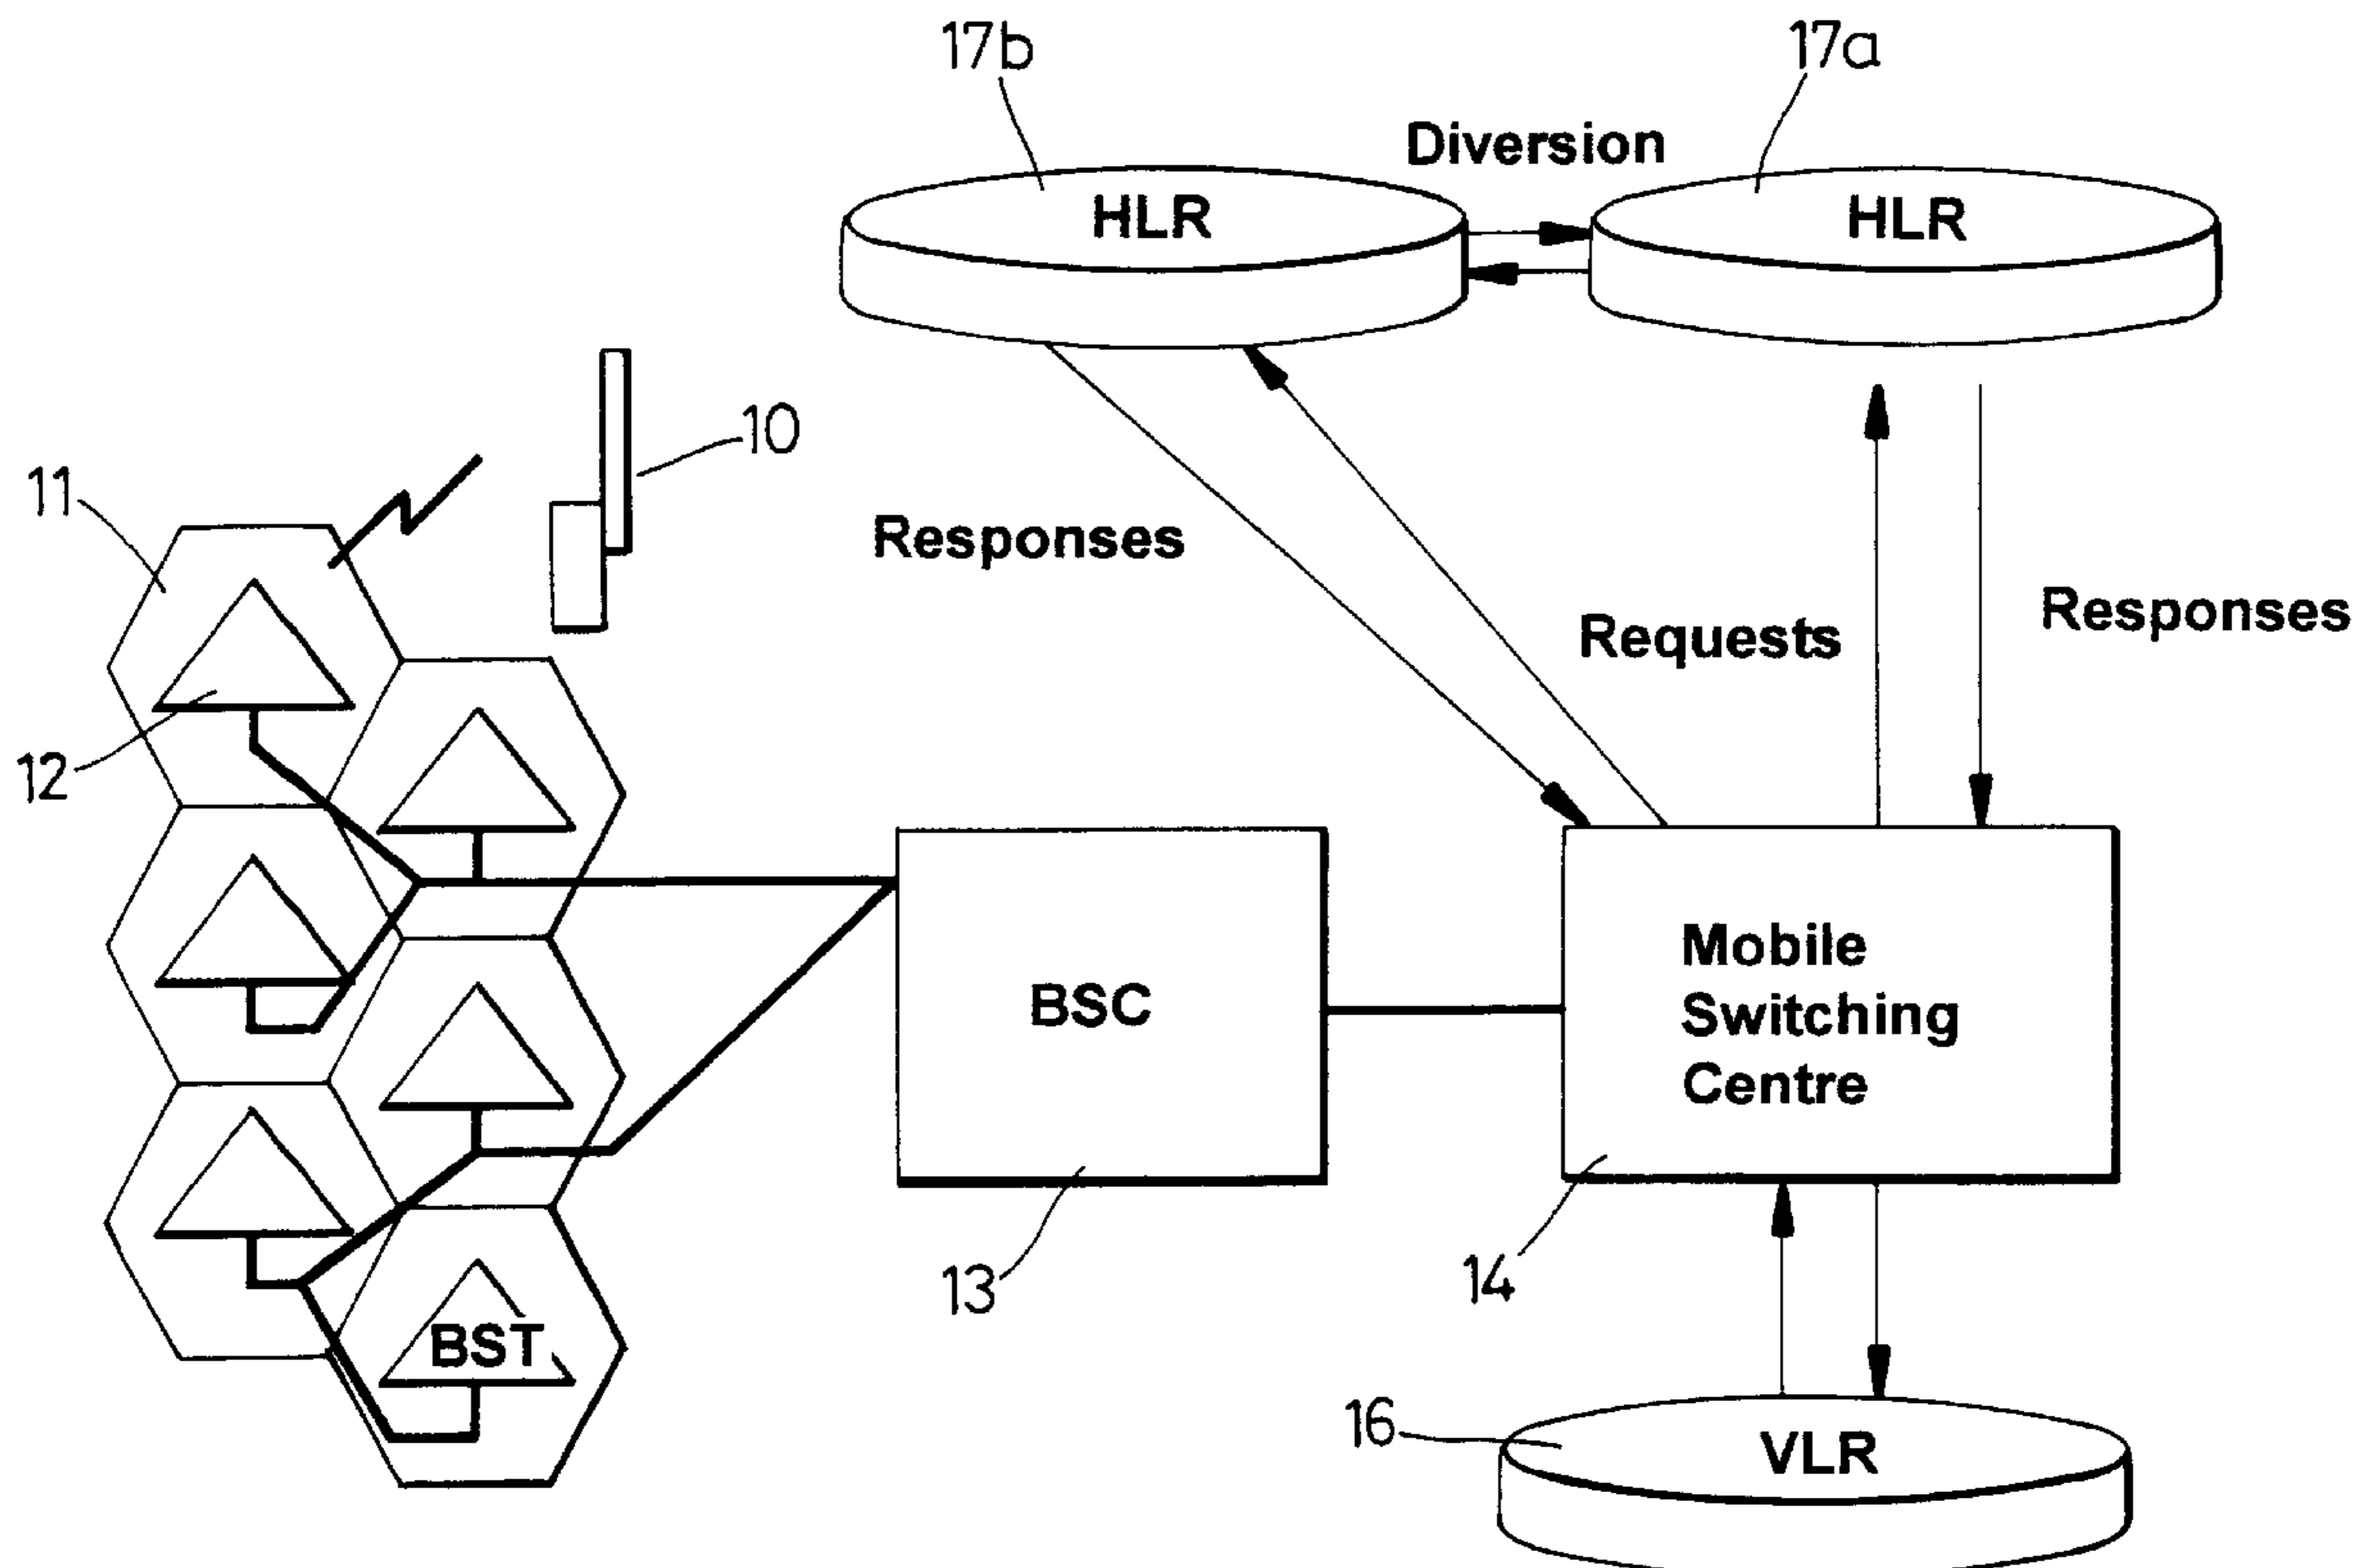 17b
17a
Diversion
HLR
HLR
10
11
Responses
Requests
Responses
12
BSC
Mobile
Switching
Centre
13
14
BST
16
VLR